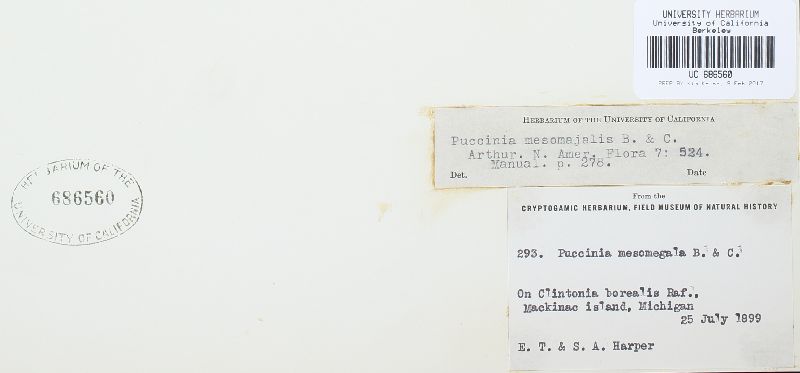 UNIVERSITY HERBARIUM
University of California
Berkeley
UC 686560
HERBARIUM OF THE
686560
UNIVERSITY OF CALIFORNIA
HERBARIUM OF THE UNIVERSITY OF CALIFORNIA
Puccinia mesomajalis B. & C.
Arthur. N. Amer. Flora 7: 524.
Manual. p. 278.
Det. Date
From the
CRYPTOGAMIC HERBARIUM, FIELD MUSEUM OF NATURAL HISTORY
293. Puccinia mesomegala B. & C.
On Clintonia borealis Raf.,
Mackinac island, Michigan
25 July 1899
E. T. & S. A. Harper